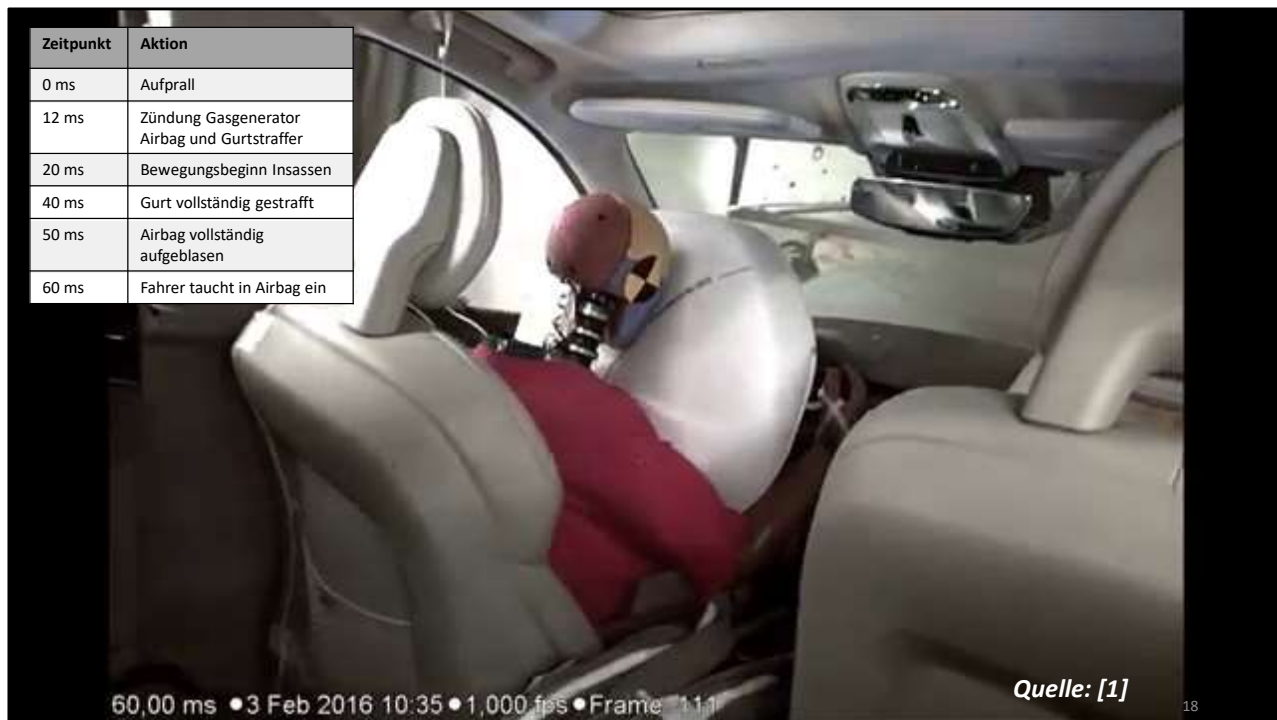 Zeitpunkt Aktion
0 ms Aufprall
12 ms Zündung Gasgenerator
Airbag und Gurtstraffer
20 ms Bewegungsbeginn Insassen
40 ms Gurt vollständig gestrafft
50 ms Airbag vollständig
aufgeblasen
60 ms Fahrer taucht in Airbag ein
60,00 ms ●3 Feb 2016 10:35●1,000 fps●Frame 111
Quelle: [1]
18